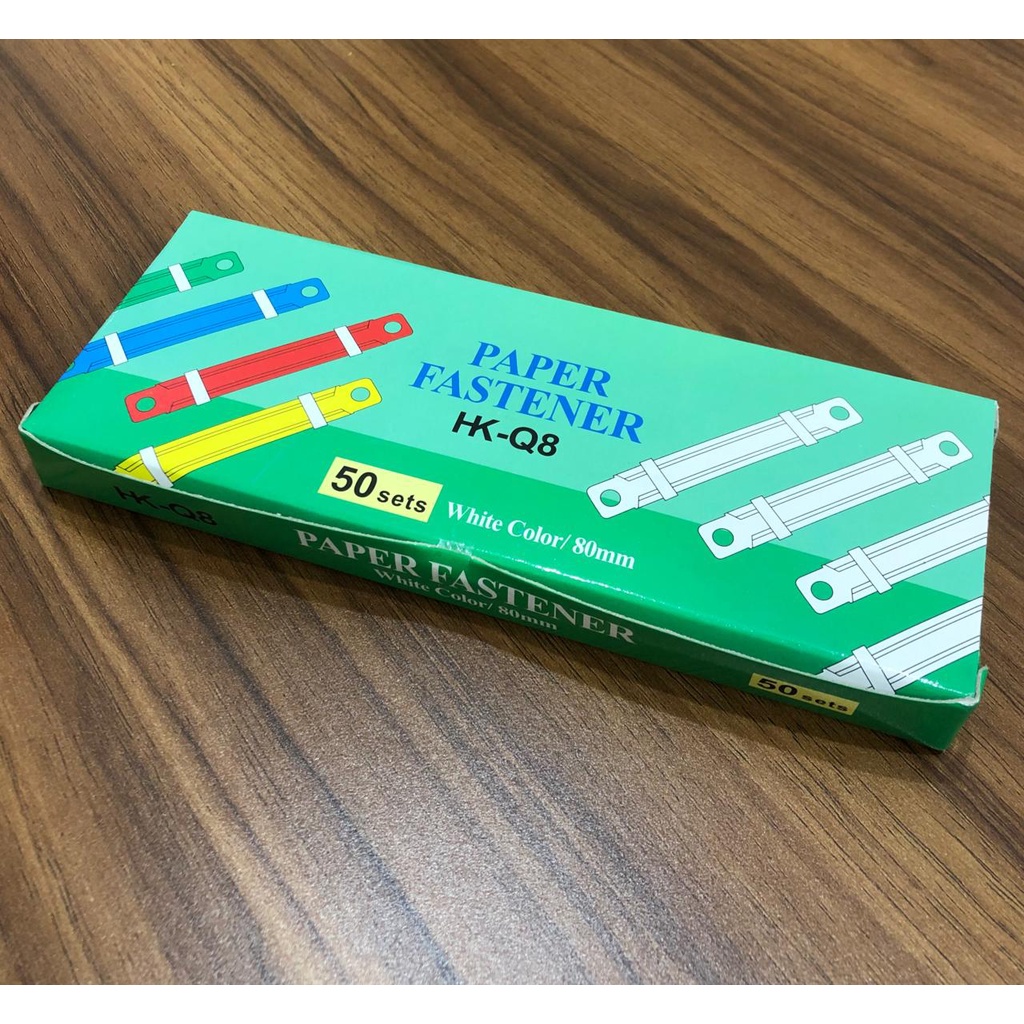 PAPER
FASTENER
HK-Q8
50 sets
White Color/ 80mm
HK-Q8
PAPER FASTENER
White Color/ 80mm
50 sets